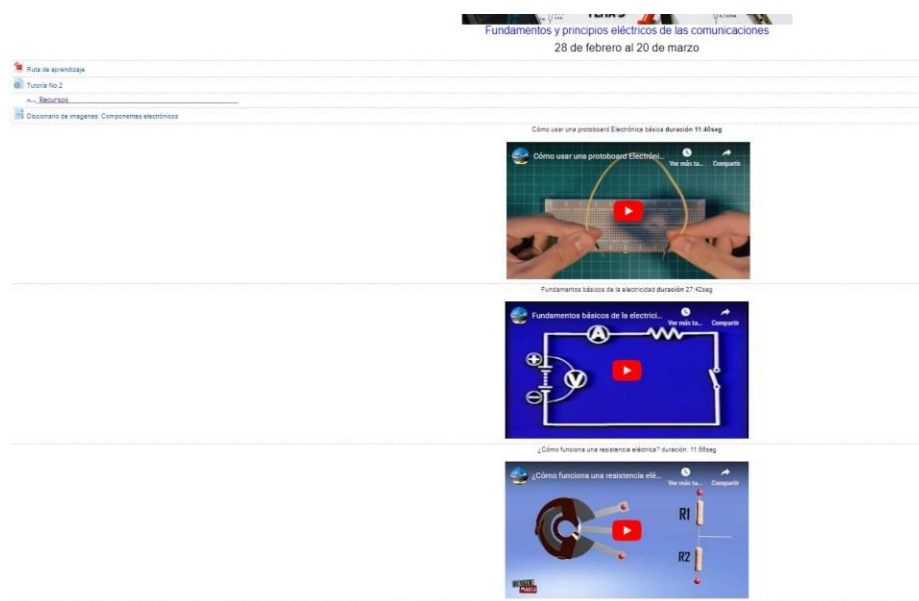 TEMA 3
Fundamentos y principios eléctricos de las comunicaciones
28 de febrero al 20 de marzo
Ruta de aprendizaje
Tutoría No.2
Recursos
Diccionario de imagenes: Componentes electrónicos
Cómo usar una protoboard Electrónica básica duración 11:40seg
Cómo usar una protoboard Electróni...
Ver más ta...
Compartir
Fundamentos básicos de la electricidad duración 27:42seg
Fundamentos básicos de la electrici...
Ver más ta...
Compartir
A
V
¿Cómo funciona una resistencia eléctrica? duración: 11:56seg
¿Cómo funciona una resistencia elé...
Ver más ta...
Compartir
R1
R2